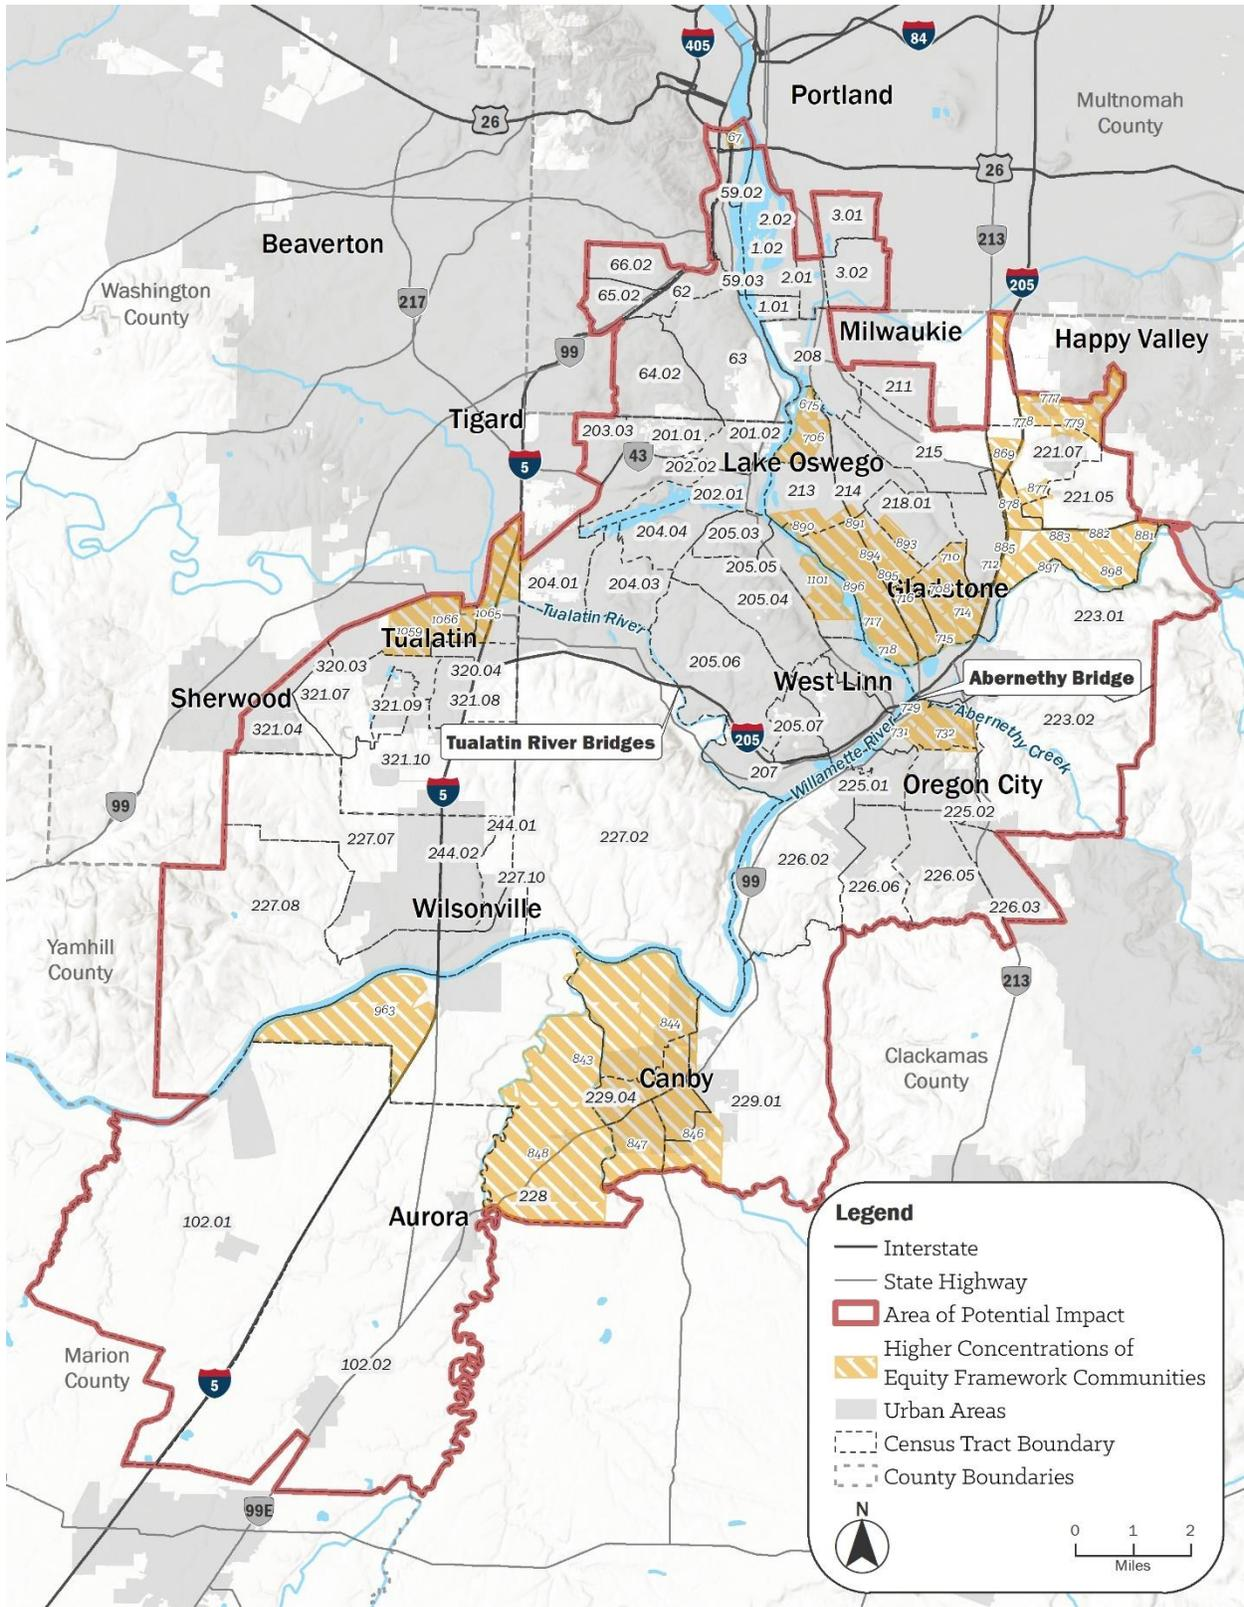 405
84
Portland
Multnomah
County
26
67
26
59.02
2.02
3.01
213
Beaverton
1.02
66.02
3.02
205
Washington
County
217
65.02
62
59.03
2.01
1.01
Milwaukie
Happy Valley
99
208
63
64.02
211
675
777
Tigard
778
779
203.03
201.01
201.02
706
43
5
202.02
Lake Oswego
215
869
221.07
202.01
213
214
218.01
877
221.05
878
204.04
205.03
890
891
893
883
882
881
205.05
894
710
885
712
897
898
204.01
204.03
1101
896
895
Gladstone
716
708
205.04
714
223.01
Tualatin River
1066
1065
1059
Tualatin
717
715
718
320.03
320.04
205.06
West Linn
Abernethy Bridge
Sherwood
321.07
321.09
321.08
729
Abernethy Creek
223.02
321.04
205.07
731
732
Tualatin River Bridges
205
321.10
207
Willamette River
225.01
Oregon City
5
99
225.02
244.01
227.07
227.02
244.02
226.02
227.10
99
226.06
226.05
227.08
226.03
Wilsonville
Yamhill
County
213
963
844
843
Clackamas
County
Canby
229.04
229.01
846
847
848
228
102.01
Aurora
Legend
Interstate
State Highway
Area of Potential Impact
Higher Concentrations of
Equity Framework Communities
Urban Areas
Census Tract Boundary
County Boundaries
Marion
County
102.02
5
99E
N
0 1 2
Miles